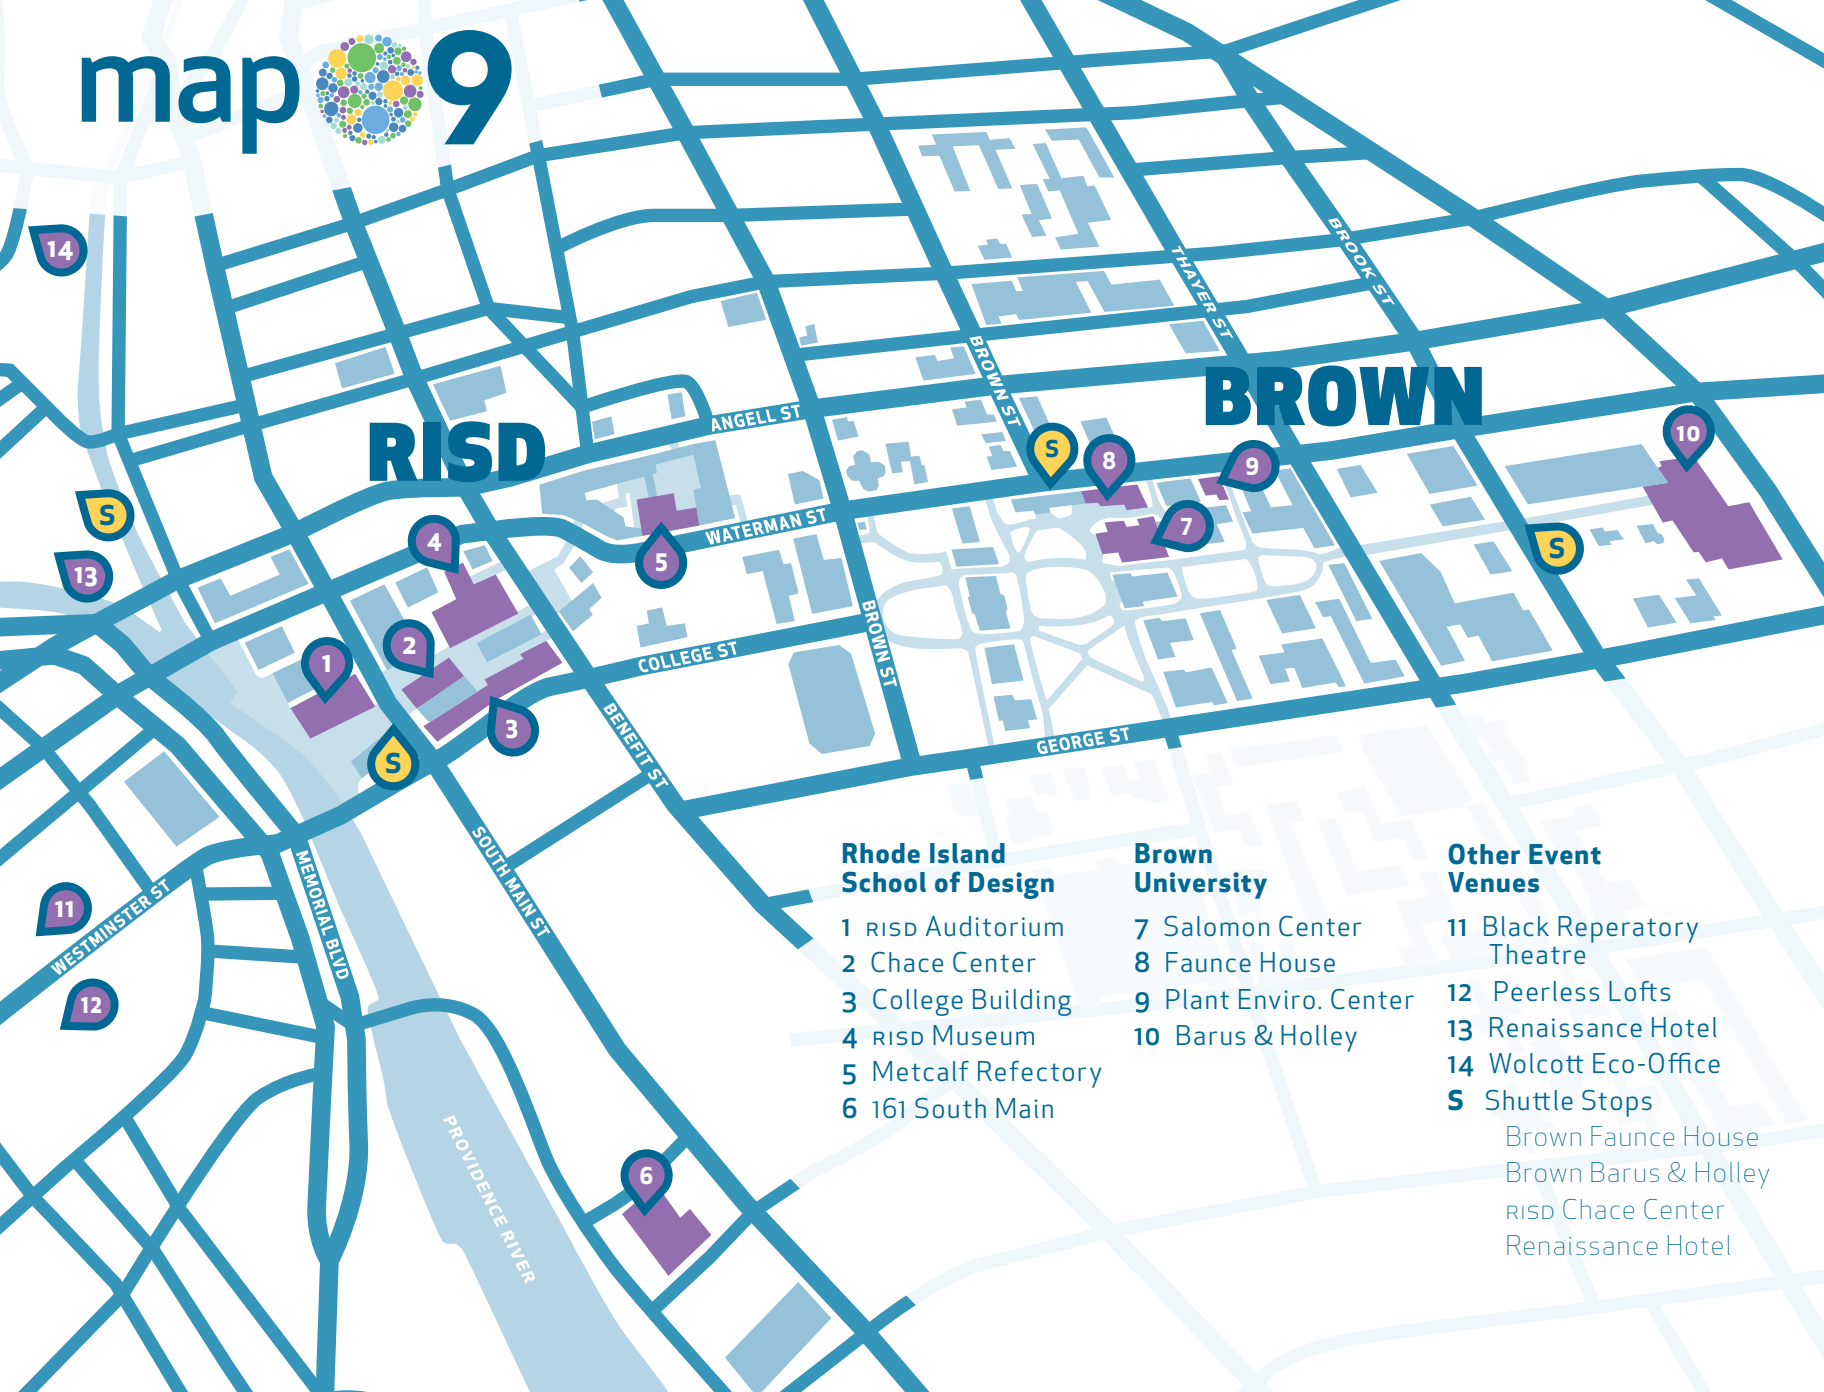 map 9
14
THAYER ST
BROOK ST
BROWN ST
BROWN
RISD
ANGELL ST
S
8
9
10
S
WATERMAN ST
7
4
5
S
13
BROWN ST
2
1
COLLEGE ST
3
BENEFIT ST
GEORGE ST
S
SOUTH MAIN ST
MEMORIAL BLVD
11
WESTMINSTER ST
12
PROVIDENCE RIVER
6
Rhode Island
School of Design
1 RISD Auditorium
2 Chace Center
3 College Building
4 RISD Museum
5 Metcalf Refectory
6 161 South Main
Brown
University
7 Salomon Center
8 Faunce House
9 Plant Enviro. Center
10 Barus & Holley
Other Event
Venues
11 Black Reperatory
Theatre
12 Peerless Lofts
13 Renaissance Hotel
14 Wolcott Eco-Office
S Shuttle Stops
Brown Faunce House
Brown Barus & Holley
RISD Chace Center
Renaissance Hotel